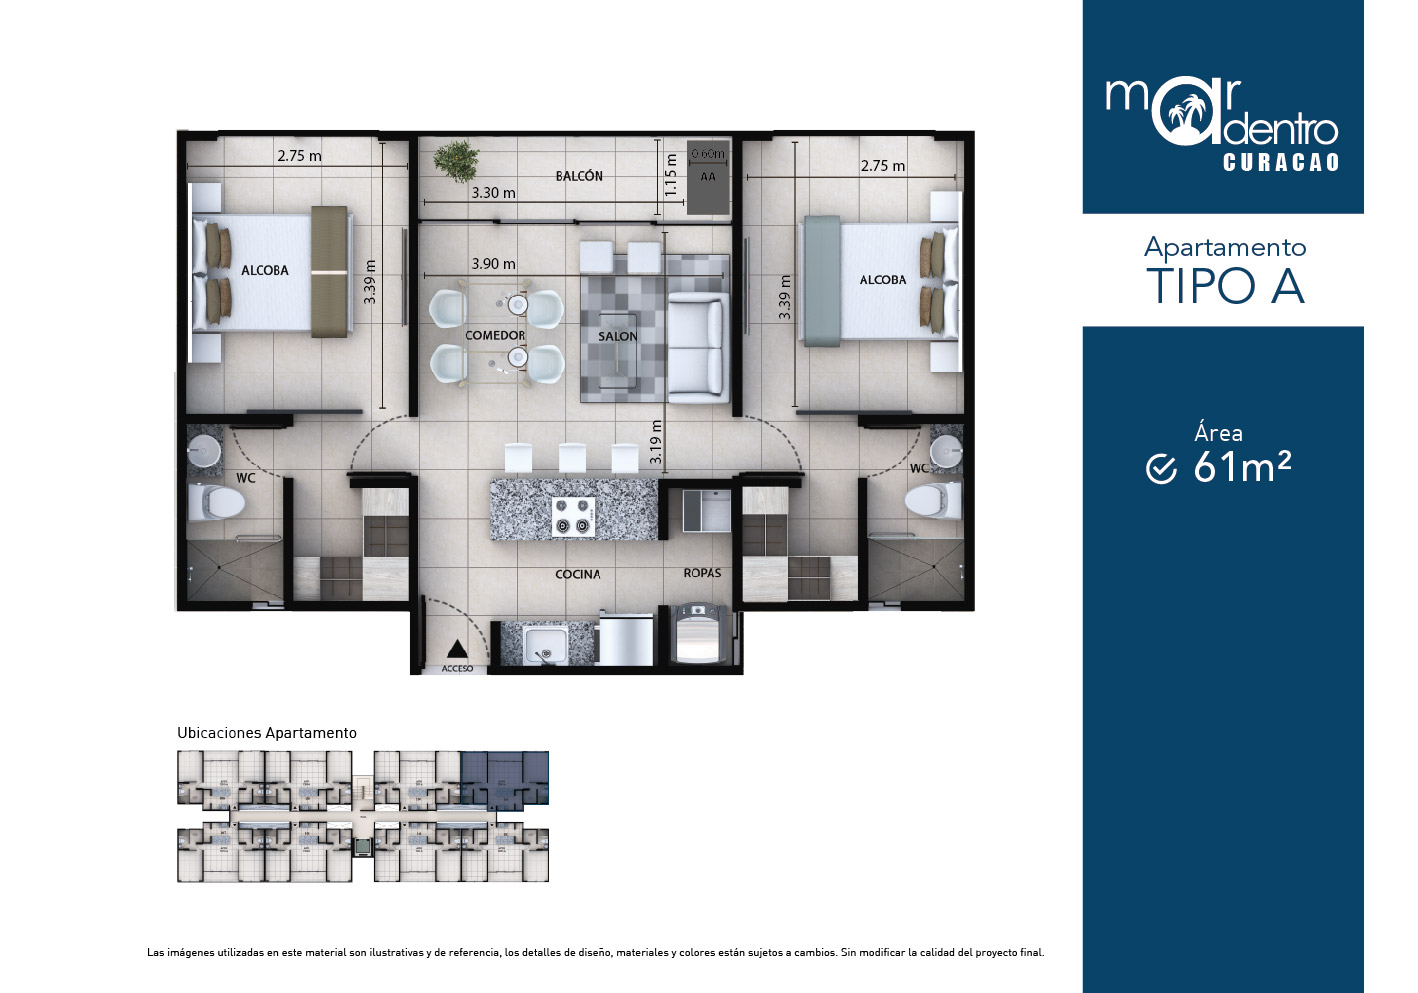 mar
adentro
CURACAO
Apartamento
TIPO A
Área
61m²
2.75 m
3.39 m
ALCOBA
BALCÓN
3.30 m
1.15 m
0.60m
AA
2.75 m
3.39 m
ALCOBA
3.90 m
COMEDOR
SALON
3.19 m
WC
WC
COCINA
ROPAS
ACCESO
Ubicaciones Apartamento
Las imágenes utilizadas en este material son ilustrativas y de referencia, los detalles de diseño, materiales y colores están sujetos a cambios. Sin modificar la calidad del proyecto final.